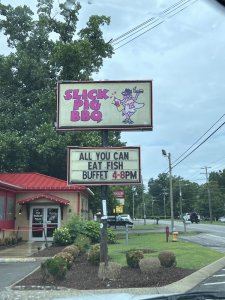 SLICK
PIG
BBQ
ALL YOU CAN
EAT FISH
BUFFET 4-8PM